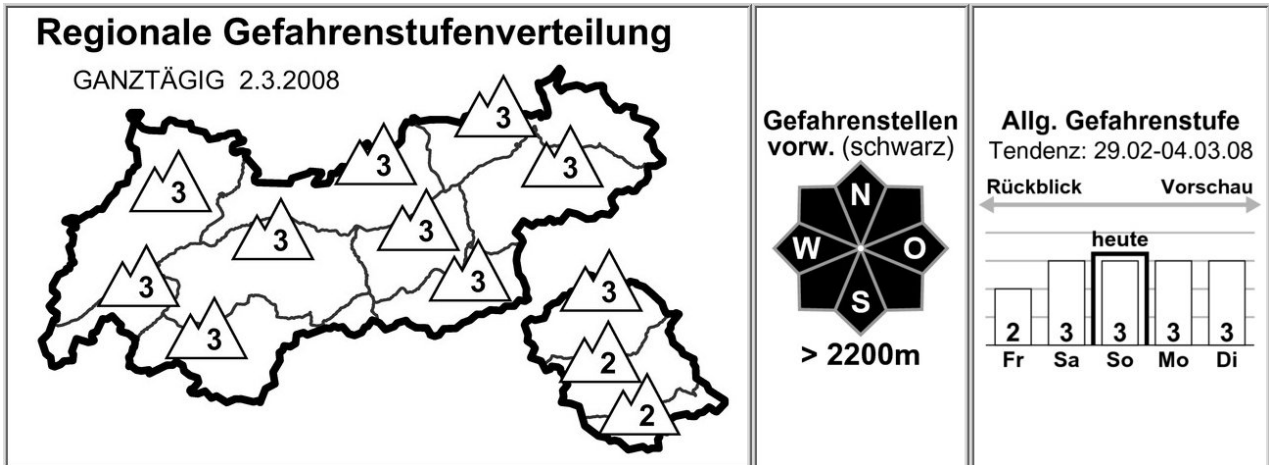 Regionale Gefahrenstufenverteilung
GANZTÄGIG 2.3.2008
3
3
3
3
3
3
3
3
3
3
3
2
2
Gefahrenstellen
vorw. (schwarz)
N
W O
S
> 2200m
Allg. Gefahrenstufe
Tendenz: 29.02-04.03.08
Rückblick Vorschau
heute
2 3 3 3 3
Fr Sa So Mo Di